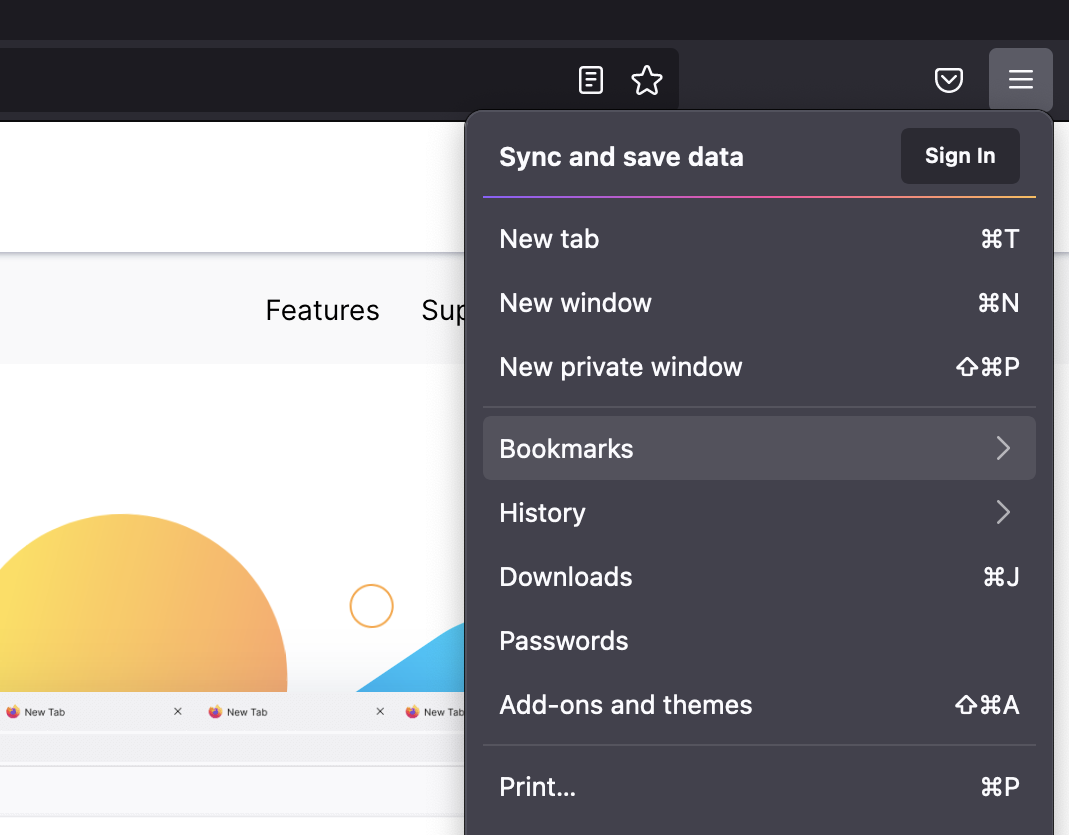 Sync and save data
Sign In
New tab ⌘T
New window ⌘N
New private window ⇧⌘P
Bookmarks
History
Downloads ⌘J
Passwords
Add-ons and themes ⇧⌘A
Print... ⌘P
Features
New Tab
New Tab
New Tab